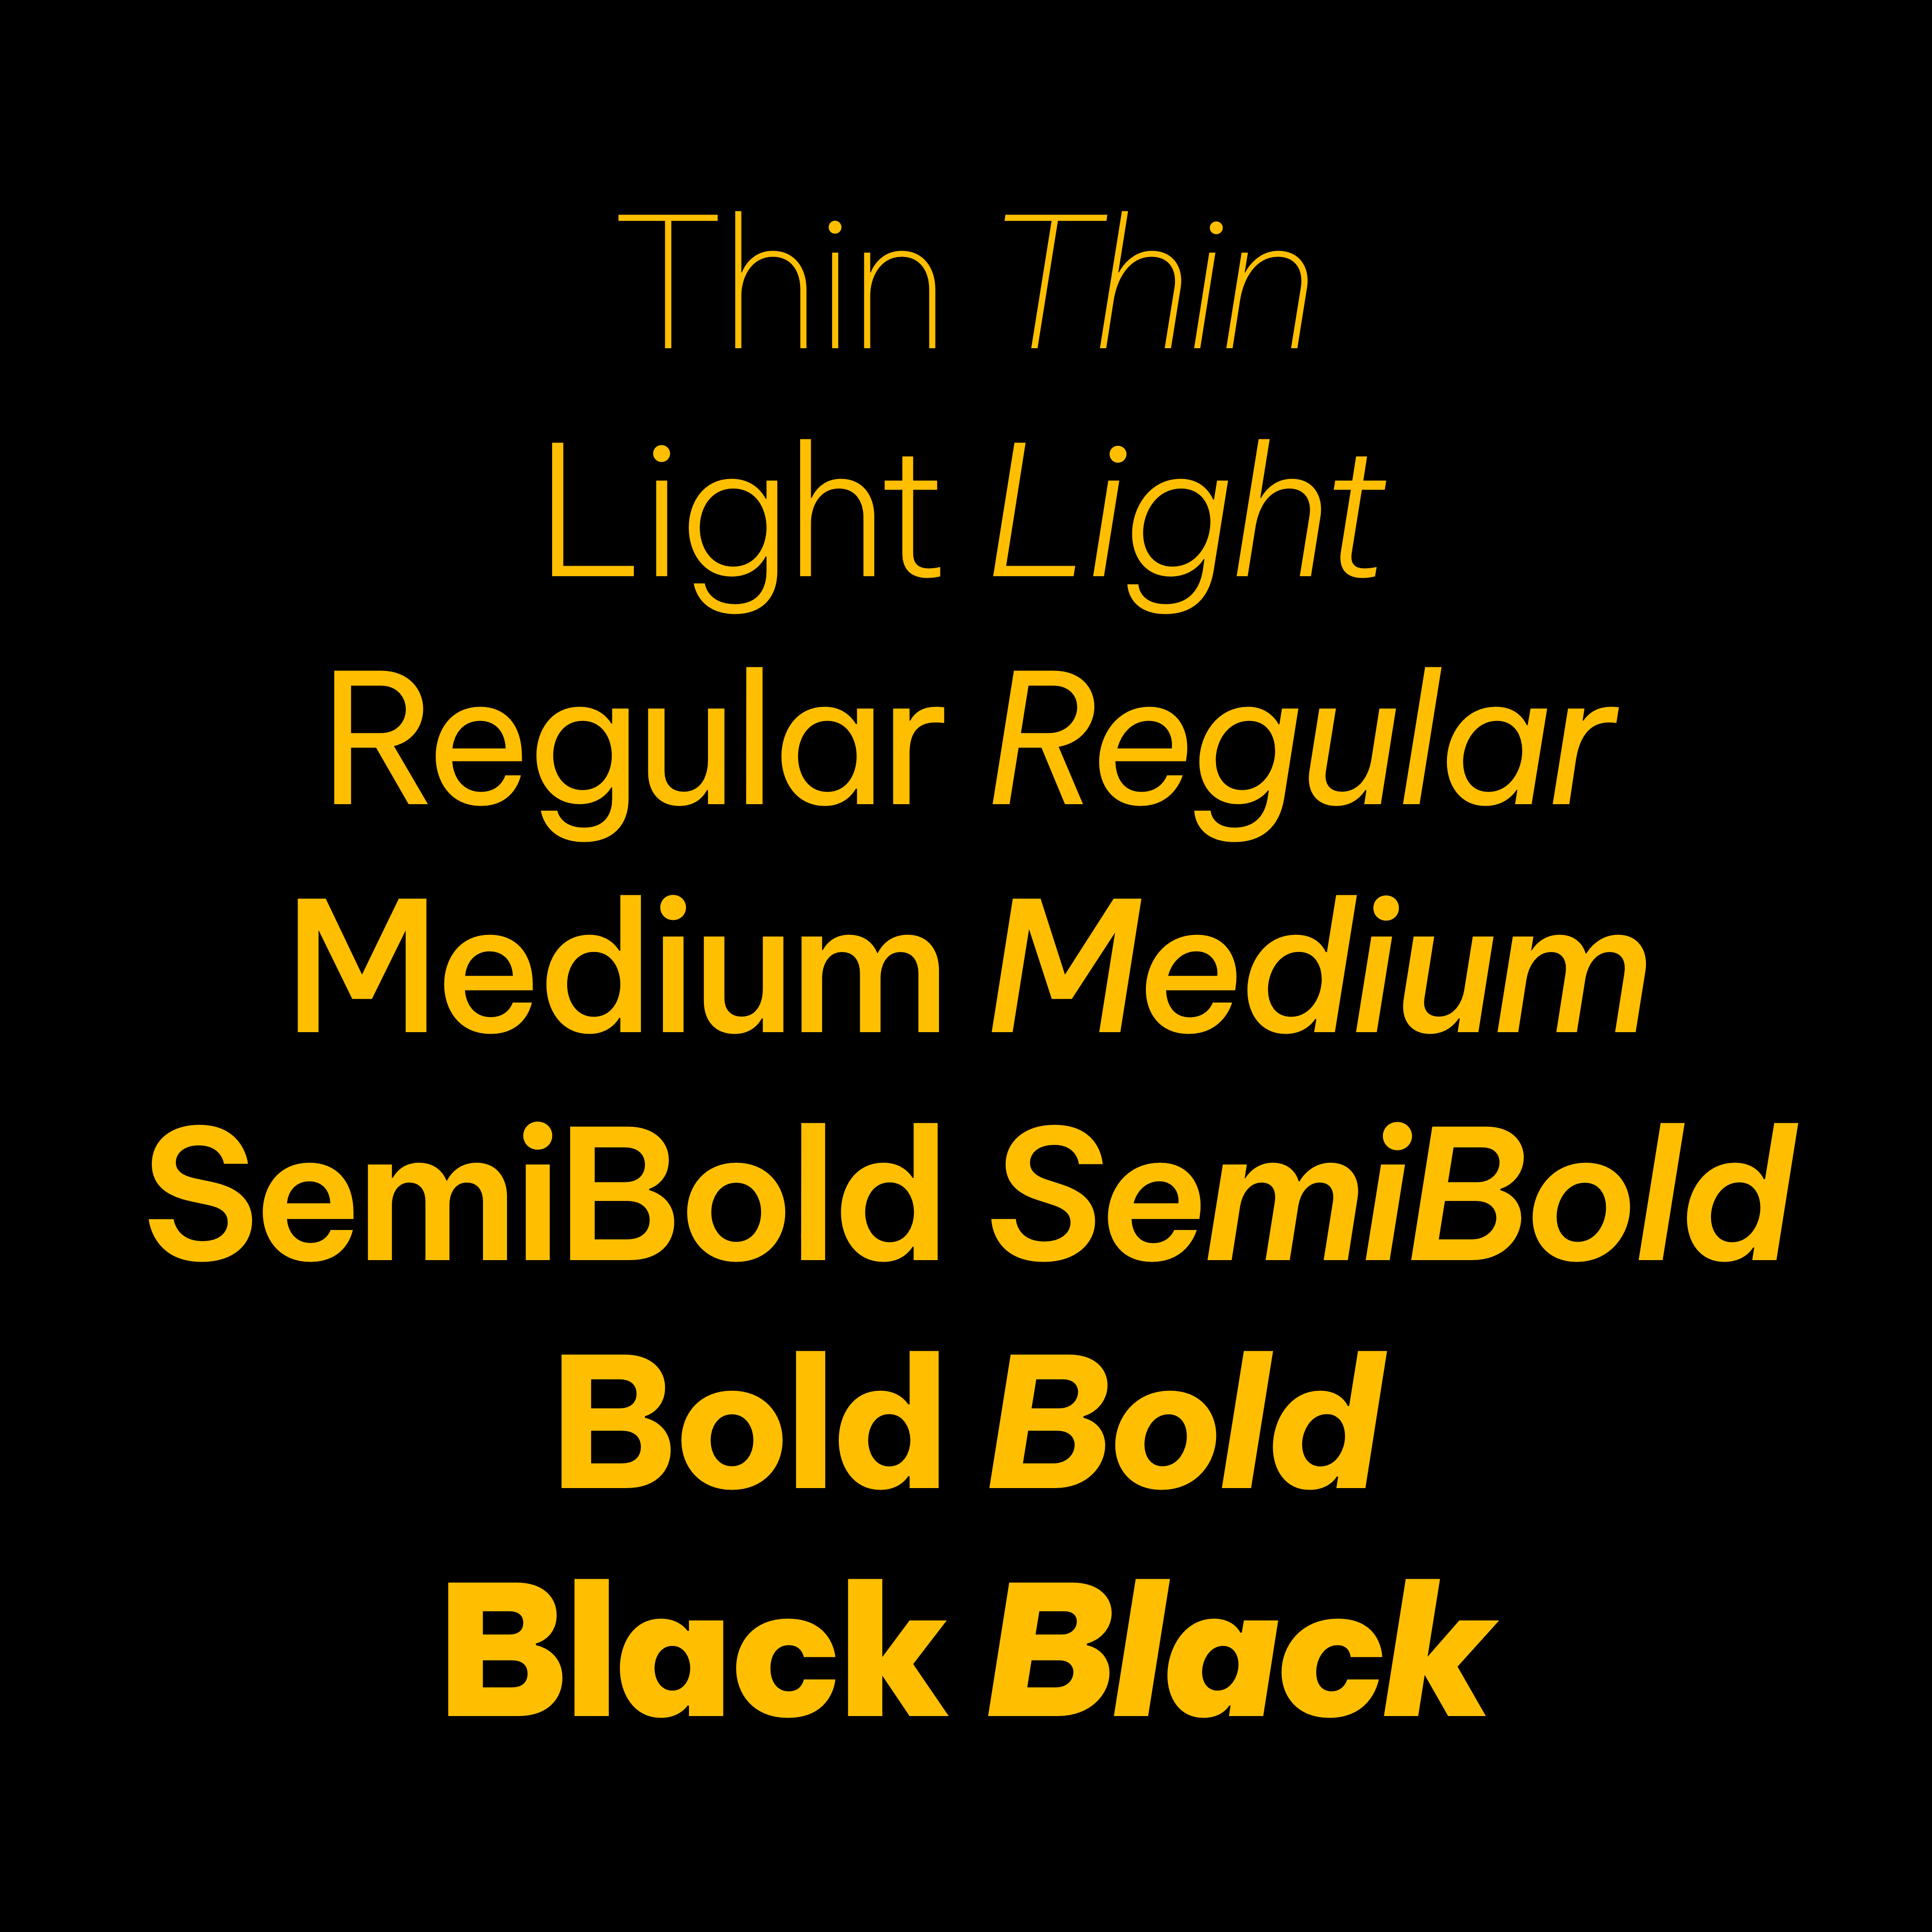 Thin Thin
Light Light
Regular Regular
Medium Medium
SemiBold SemiBold
Bold Bold
Black Black